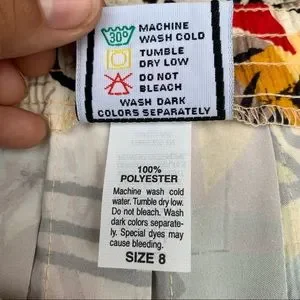 30°
MACHINE
WASH COLD
TUMBLE
DRY LOW
DO NOT
BLEACH
WASH DARK
COLORS SEPARATELY
100%
POLYESTER
Machine wash cold
water. Tumble dry low.
Do not bleach. Wash
dark colors separate-
ly. Special dyes may
cause bleeding.
SIZE 8